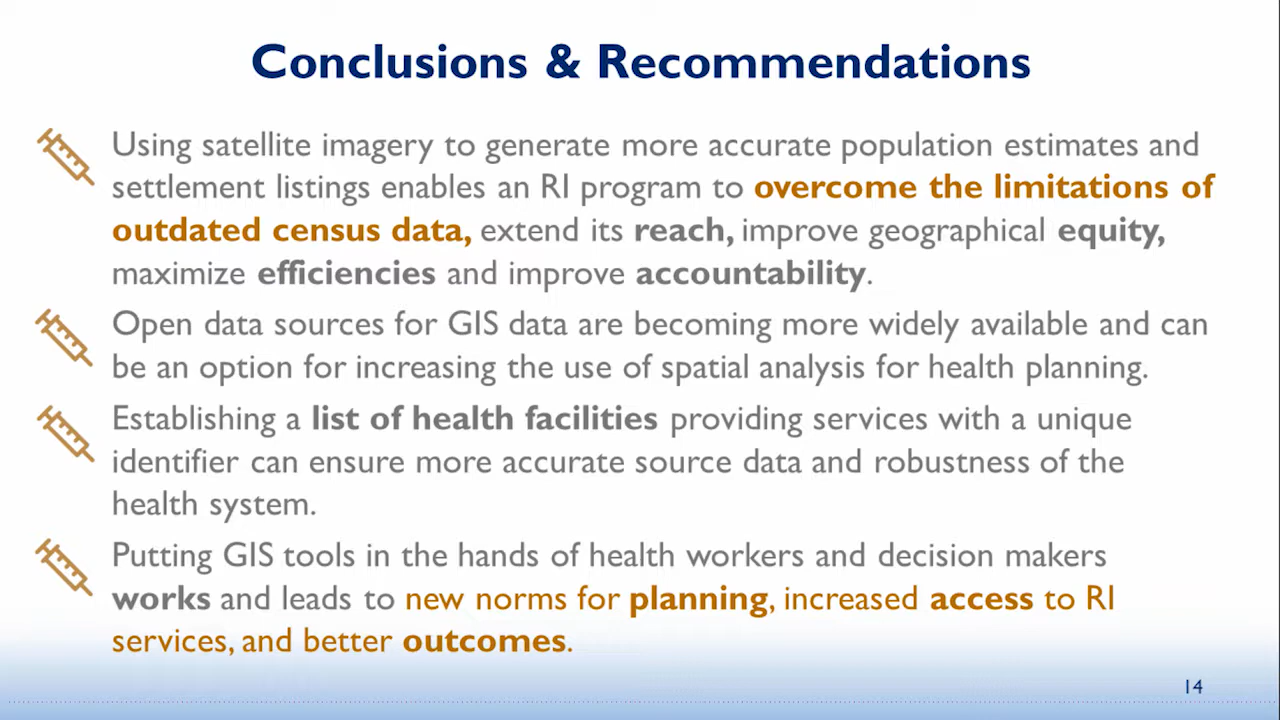 Conclusions & Recommendations
Using satellite imagery to generate more accurate population estimates and
settlement listings enables an RI program to overcome the limitations of
outdated census data, extend its reach, improve geographical equity,
maximize efficiencies and improve accountability.
Open data sources for GIS data are becoming more widely available and can
be an option for increasing the use of spatial analysis for health planning.
Establishing a list of health facilities providing services with a unique
identifier can ensure more accurate source data and robustness of the
health system.
Putting GIS tools in the hands of health workers and decision makers
works and leads to new norms for planning, increased access to RI
services, and better outcomes.
14